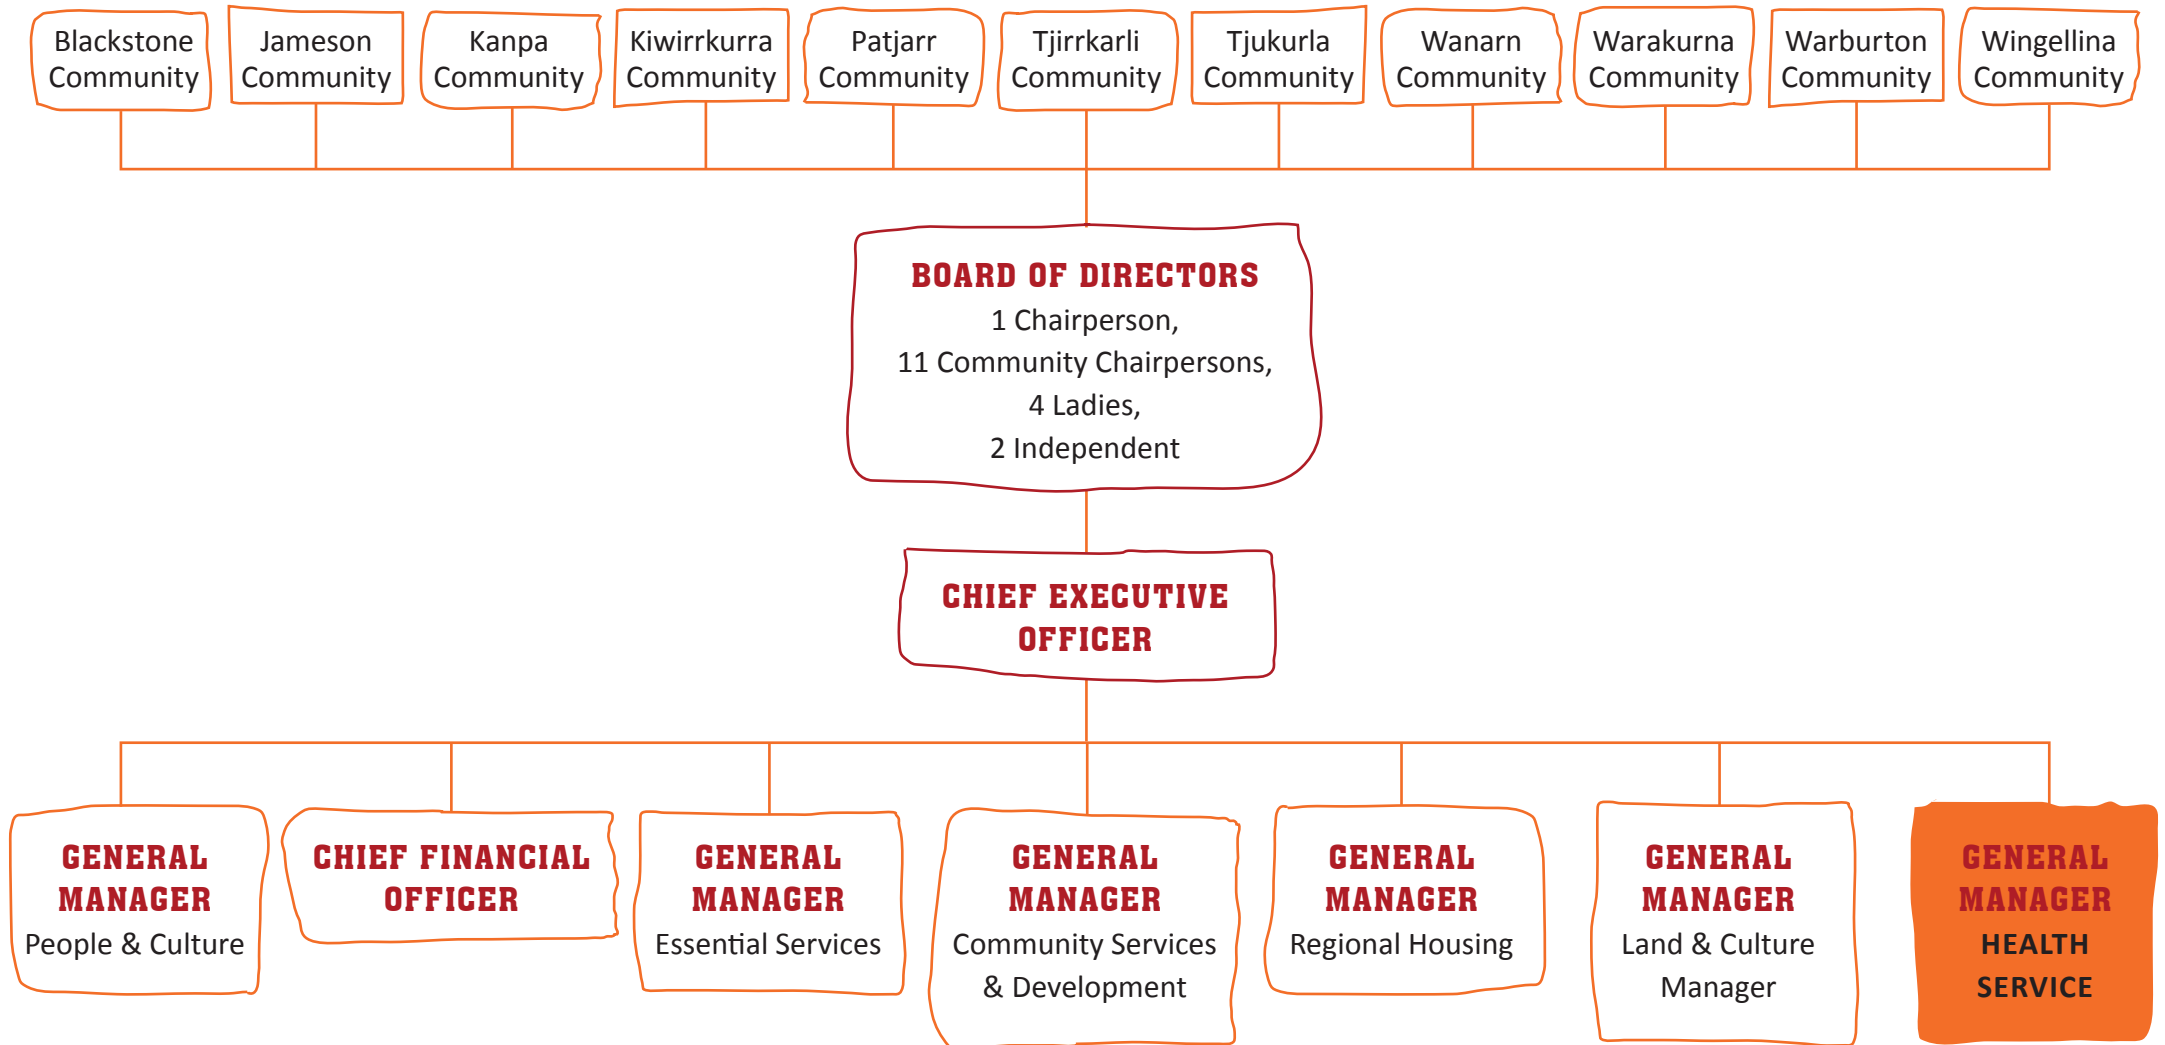 Blackstone
Community
Jameson
Community
Kanpa
Community
Kiwirrkurra
Community
Patjarr
Community
Tjirrkarli
Community
Tjukurla
Community
Wanarn
Community
Warakurna
Community
Warburton
Community
Wingellina
Community
BOARD OF DIRECTORS
1 Chairperson,
11 Community Chairpersons,
4 Ladies,
2 Independent
CHIEF EXECUTIVE
OFFICER
GENERAL
MANAGER
People & Culture
CHIEF FINANCIAL
OFFICER
GENERAL
MANAGER
Essential Services
GENERAL
MANAGER
Community Services
& Development
GENERAL
MANAGER
Regional Housing
GENERAL
MANAGER
Land & Culture
Manager
GENERAL
MANAGER
HEALTH
SERVICE